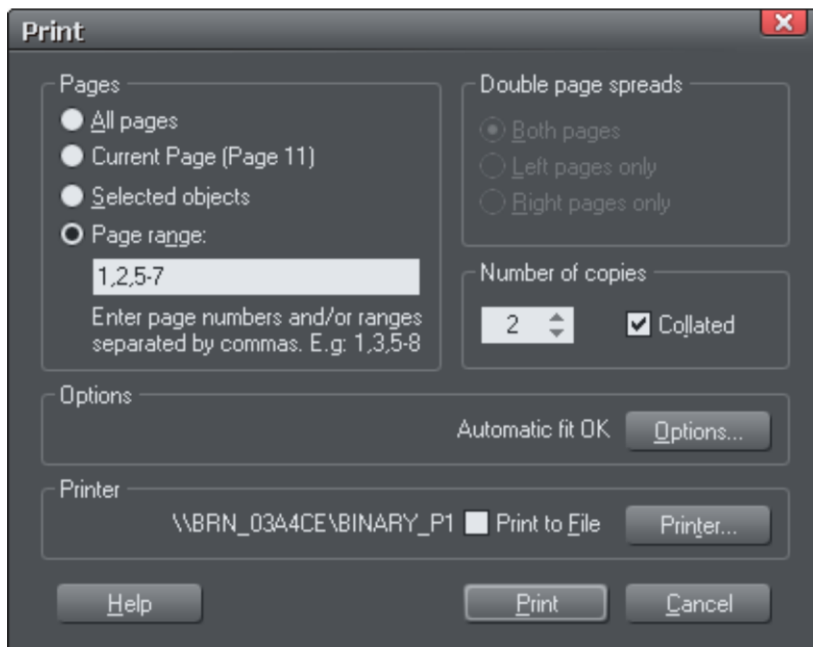 Print
Pages
All pages
Current Page (Page 11)
Selected objects
Page range:
1,2,5-7
Enter page numbers and/or ranges
separated by commas. E.g: 1,3,5-8
Double page spreads
Both pages
Left pages only
Right pages only
Number of copies
2
Collated
Options
Automatic fit OK
Options...
Printer
\\BRN_03A4CE\BINARY_P1
Print to File
Printer...
Help
Print
Cancel